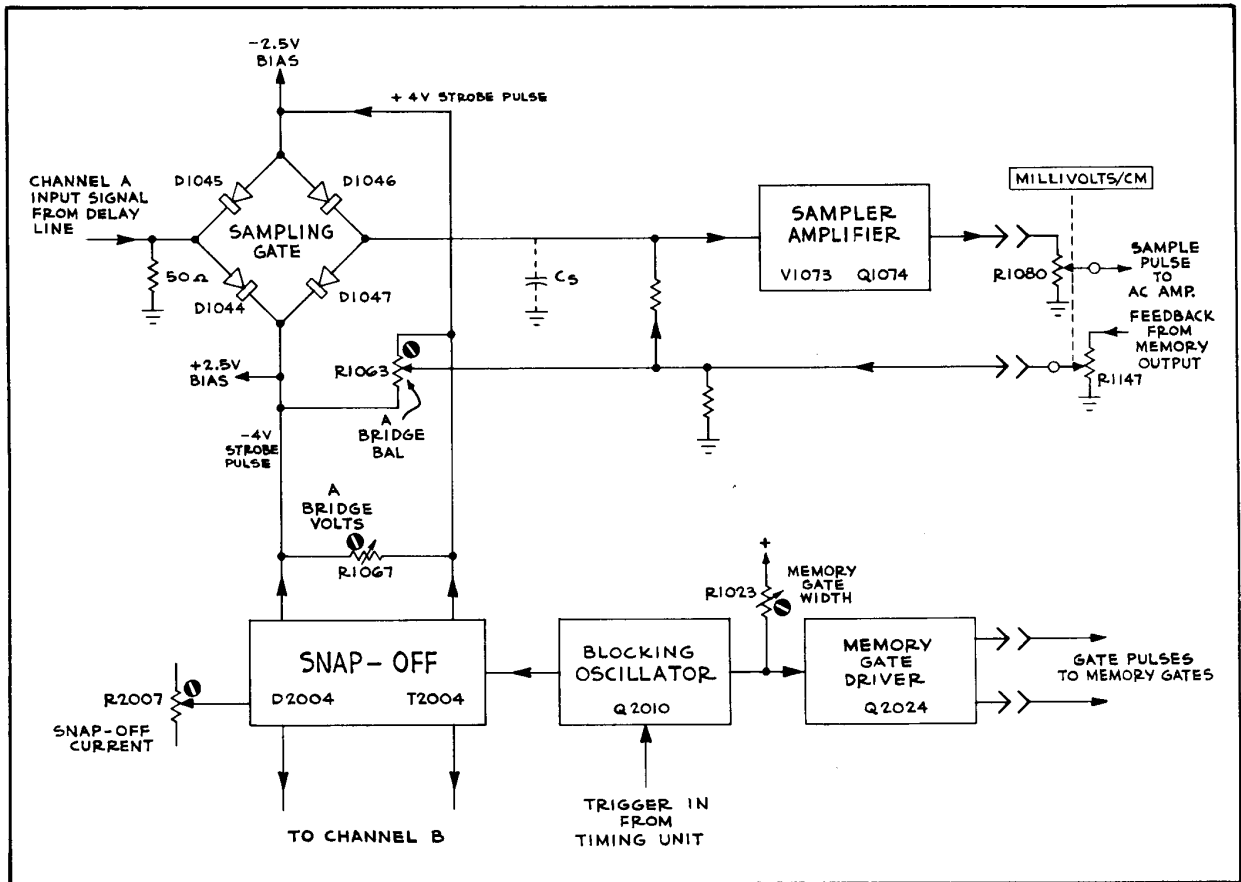 -2.5V
BIAS
+ 4V STROBE PULSE
CHANNEL A
INPUT SIGNAL
FROM DELAY
LINE
D1045
D1046
SAMPLING
GATE
50Ω
D1044
D1047
CS
SAMPLER
AMPLIFIER
V1073 Q1074
MILLIVOLTS/CM
R1080
SAMPLE
PULSE
TO
AC AMP.
FEEDBACK
FROM
MEMORY
OUTPUT
R1147
+2.5V
BIAS
R1063
A
BRIDGE
BAL
-4V
STROBE
PULSE
A
BRIDGE
VOLTS
R1067
+
R1023
MEMORY
GATE
WIDTH
SNAP-OFF
D2004 T2004
R2007
SNAP-OFF
CURRENT
BLOCKING
OSCILLATOR
Q2010
MEMORY
GATE
DRIVER
Q2024
GATE PULSES
TO MEMORY GATES
TO CHANNEL B
TRIGGER IN
FROM
TIMING UNIT